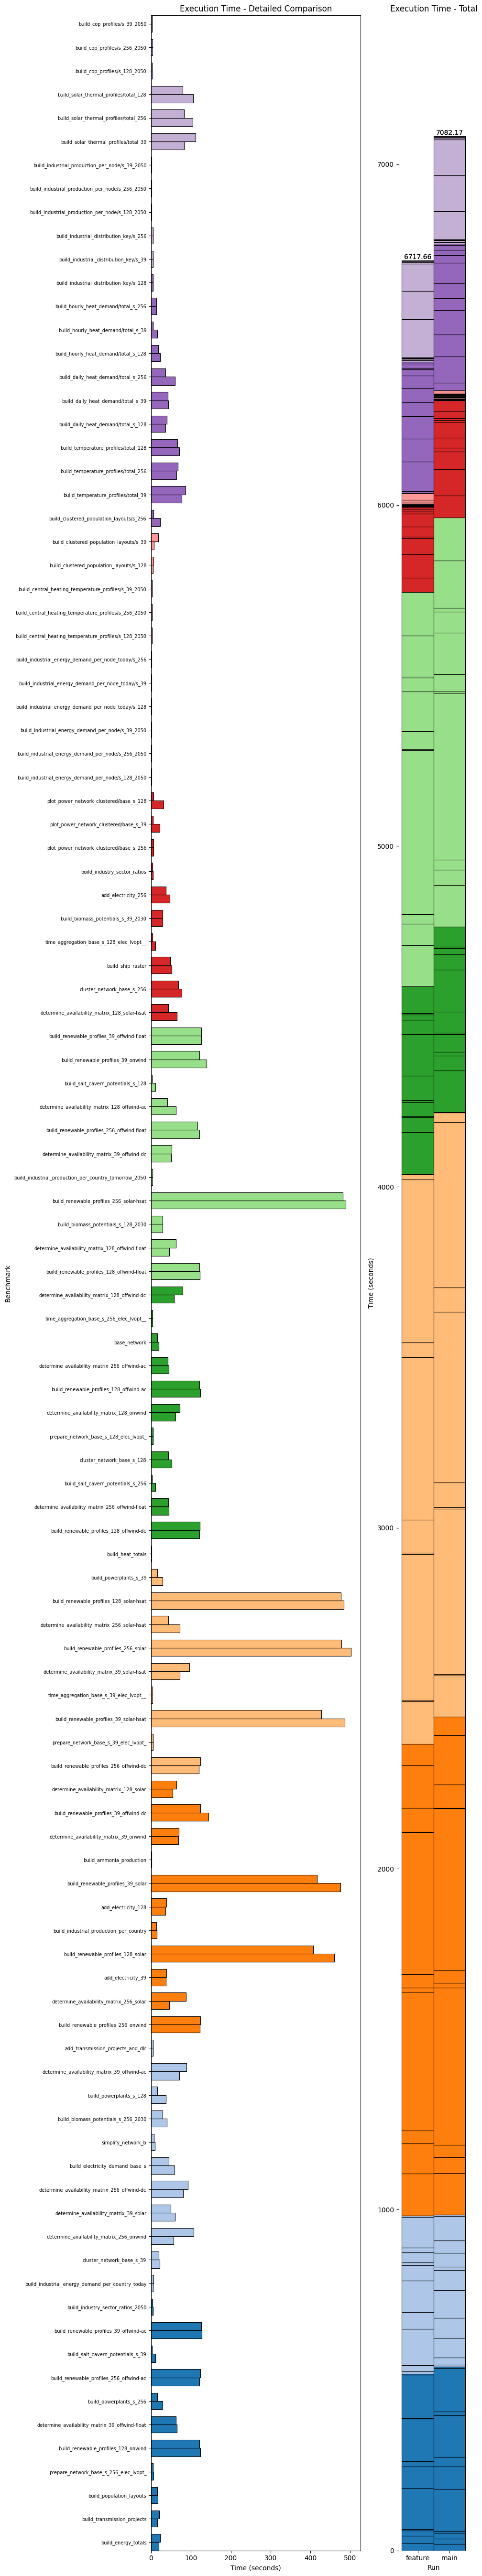 Execution Time - Detailed Comparison
Execution Time - Total
build_cop_profiles/s_39_2050
build_cop_profiles/s_256_2050
build_cop_profiles/s_128_2050
build_solar_thermal_profiles/total_128
build_solar_thermal_profiles/total_256
build_solar_thermal_profiles/total_39
build_industrial_production_per_node/s_39_2050
build_industrial_production_per_node/s_256_2050
build_industrial_production_per_node/s_128_2050
build_industrial_distribution_key/s_256
build_industrial_distribution_key/s_39
build_industrial_distribution_key/s_128
build_hourly_heat_demand/total_s_256
build_hourly_heat_demand/total_s_39
build_hourly_heat_demand/total_s_128
build_daily_heat_demand/total_s_256
build_daily_heat_demand/total_s_39
build_daily_heat_demand/total_s_128
build_temperature_profiles/total_128
build_temperature_profiles/total_256
build_temperature_profiles/total_39
build_clustered_population_layouts/s_256
build_clustered_population_layouts/s_39
build_clustered_population_layouts/s_128
build_central_heating_temperature_profiles/s_39_2050
build_central_heating_temperature_profiles/s_256_2050
build_central_heating_temperature_profiles/s_128_2050
build_industrial_energy_demand_per_node_today/s_256
build_industrial_energy_demand_per_node_today/s_39
build_industrial_energy_demand_per_node_today/s_128
build_industrial_energy_demand_per_node/s_39_2050
build_industrial_energy_demand_per_node/s_256_2050
build_industrial_energy_demand_per_node/s_128_2050
plot_power_network_clustered/base_s_128
plot_power_network_clustered/base_s_39
plot_power_network_clustered/base_s_256
build_industry_sector_ratios
add_electricity_256
build_biomass_potentials_s_39_2030
time_aggregation_base_s_128_elec_lvopt__
build_ship_raster
cluster_network_base_s_256
determine_availability_matrix_128_solar-hsat
build_renewable_profiles_39_offwind-float
build_renewable_profiles_39_onwind
build_salt_cavern_potentials_s_128
determine_availability_matrix_128_offwind-ac
build_renewable_profiles_256_offwind-float
determine_availability_matrix_39_offwind-dc
build_industrial_production_per_country_tomorrow_2050
build_renewable_profiles_256_solar-hsat
build_biomass_potentials_s_128_2030
determine_availability_matrix_128_offwind-float
build_renewable_profiles_128_offwind-float
determine_availability_matrix_128_offwind-dc
time_aggregation_base_s_256_elec_lvopt__
base_network
determine_availability_matrix_256_offwind-ac
build_renewable_profiles_128_offwind-ac
determine_availability_matrix_128_onwind
prepare_network_base_s_128_elec_lvopt_
cluster_network_base_s_128
build_salt_cavern_potentials_s_256
determine_availability_matrix_256_offwind-float
build_renewable_profiles_128_offwind-dc
build_heat_totals
build_powerplants_s_39
build_renewable_profiles_128_solar-hsat
determine_availability_matrix_256_solar-hsat
build_renewable_profiles_256_solar
determine_availability_matrix_39_solar-hsat
time_aggregation_base_s_39_elec_lvopt__
build_renewable_profiles_39_solar-hsat
prepare_network_base_s_39_elec_lvopt_
build_renewable_profiles_256_offwind-dc
determine_availability_matrix_128_solar
build_renewable_profiles_39_offwind-dc
determine_availability_matrix_39_onwind
build_ammonia_production
build_renewable_profiles_39_solar
add_electricity_128
build_industrial_production_per_country
build_renewable_profiles_128_solar
add_electricity_39
determine_availability_matrix_256_solar
build_renewable_profiles_256_onwind
add_transmission_projects_and_dlr
determine_availability_matrix_39_offwind-ac
build_powerplants_s_128
build_biomass_potentials_s_256_2030
simplify_network_b
build_electricity_demand_base_s
determine_availability_matrix_256_offwind-dc
determine_availability_matrix_39_solar
determine_availability_matrix_256_onwind
cluster_network_base_s_39
build_industrial_energy_demand_per_country_today
build_industry_sector_ratios_2050
build_renewable_profiles_39_offwind-ac
build_salt_cavern_potentials_s_39
build_renewable_profiles_256_offwind-ac
build_powerplants_s_256
determine_availability_matrix_39_offwind-float
build_renewable_profiles_128_onwind
prepare_network_base_s_256_elec_lvopt_
build_population_layouts
build_transmission_projects
build_energy_totals
Benchmark
0 100 200 300 400 500
Time (seconds)
7082.17
6717.66
7000
6000
5000
4000
3000
2000
1000
0
Time (seconds)
feature main
Run